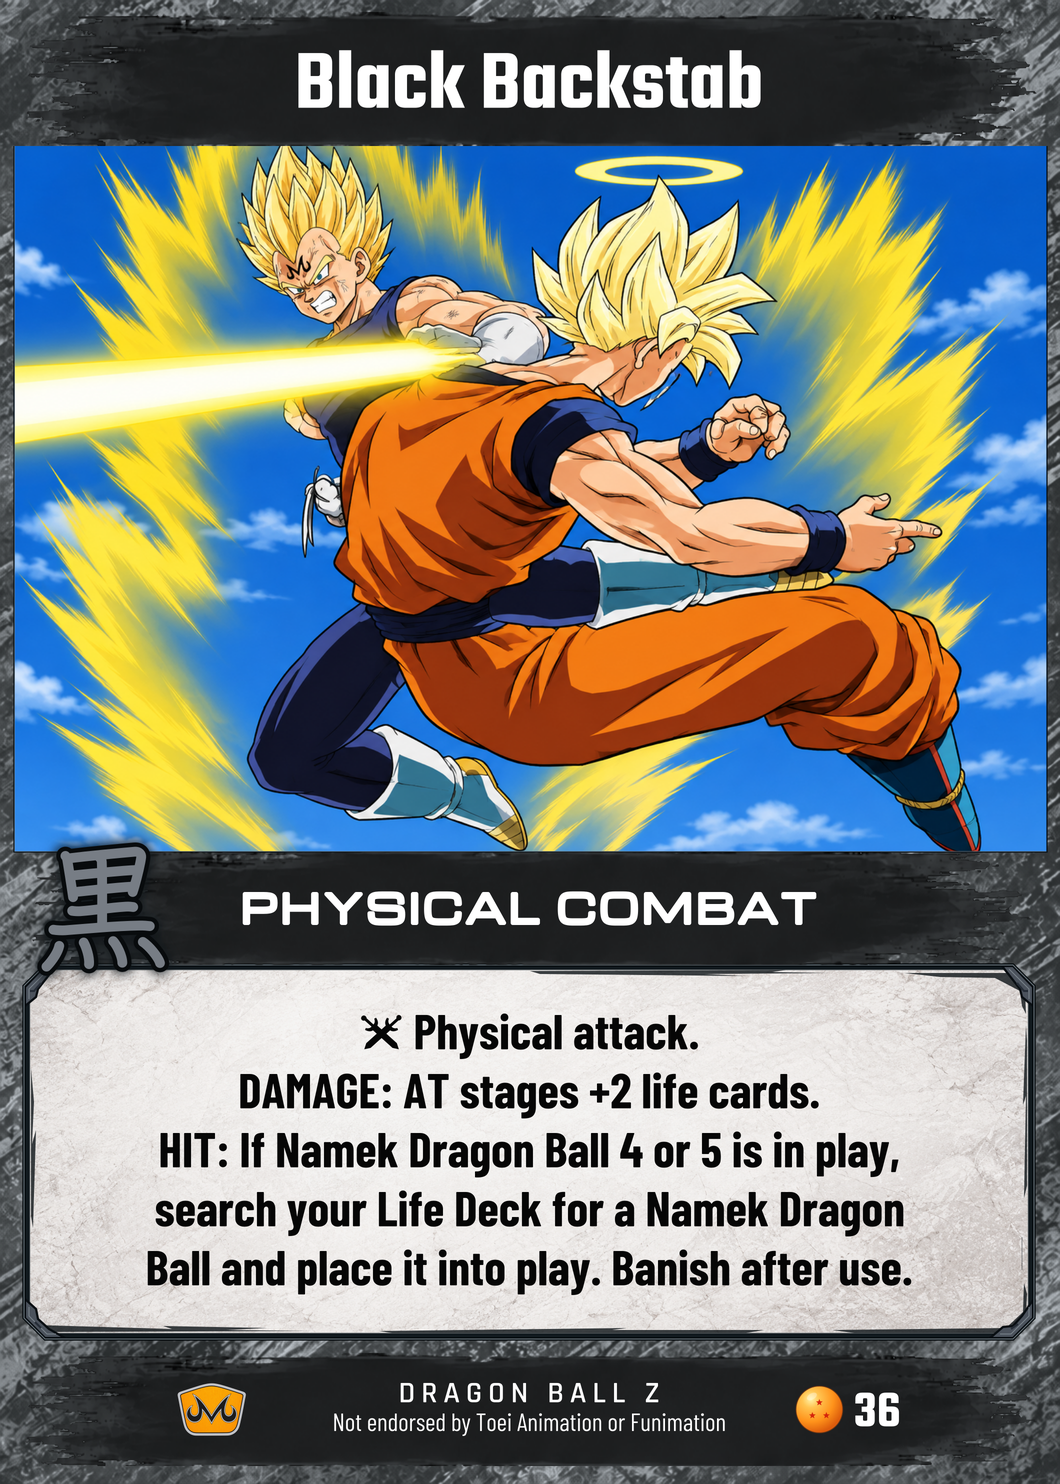 Black Backstab
黒
PHYSICAL COMBAT
Physical attack.
DAMAGE: AT stages +2 life cards.
HIT: If Namek Dragon Ball 4 or 5 is in play,
search your Life Deck for a Namek Dragon
Ball and place it into play. Banish after use.
DRAGON BALL Z
Not endorsed by Toei Animation or Funimation
36